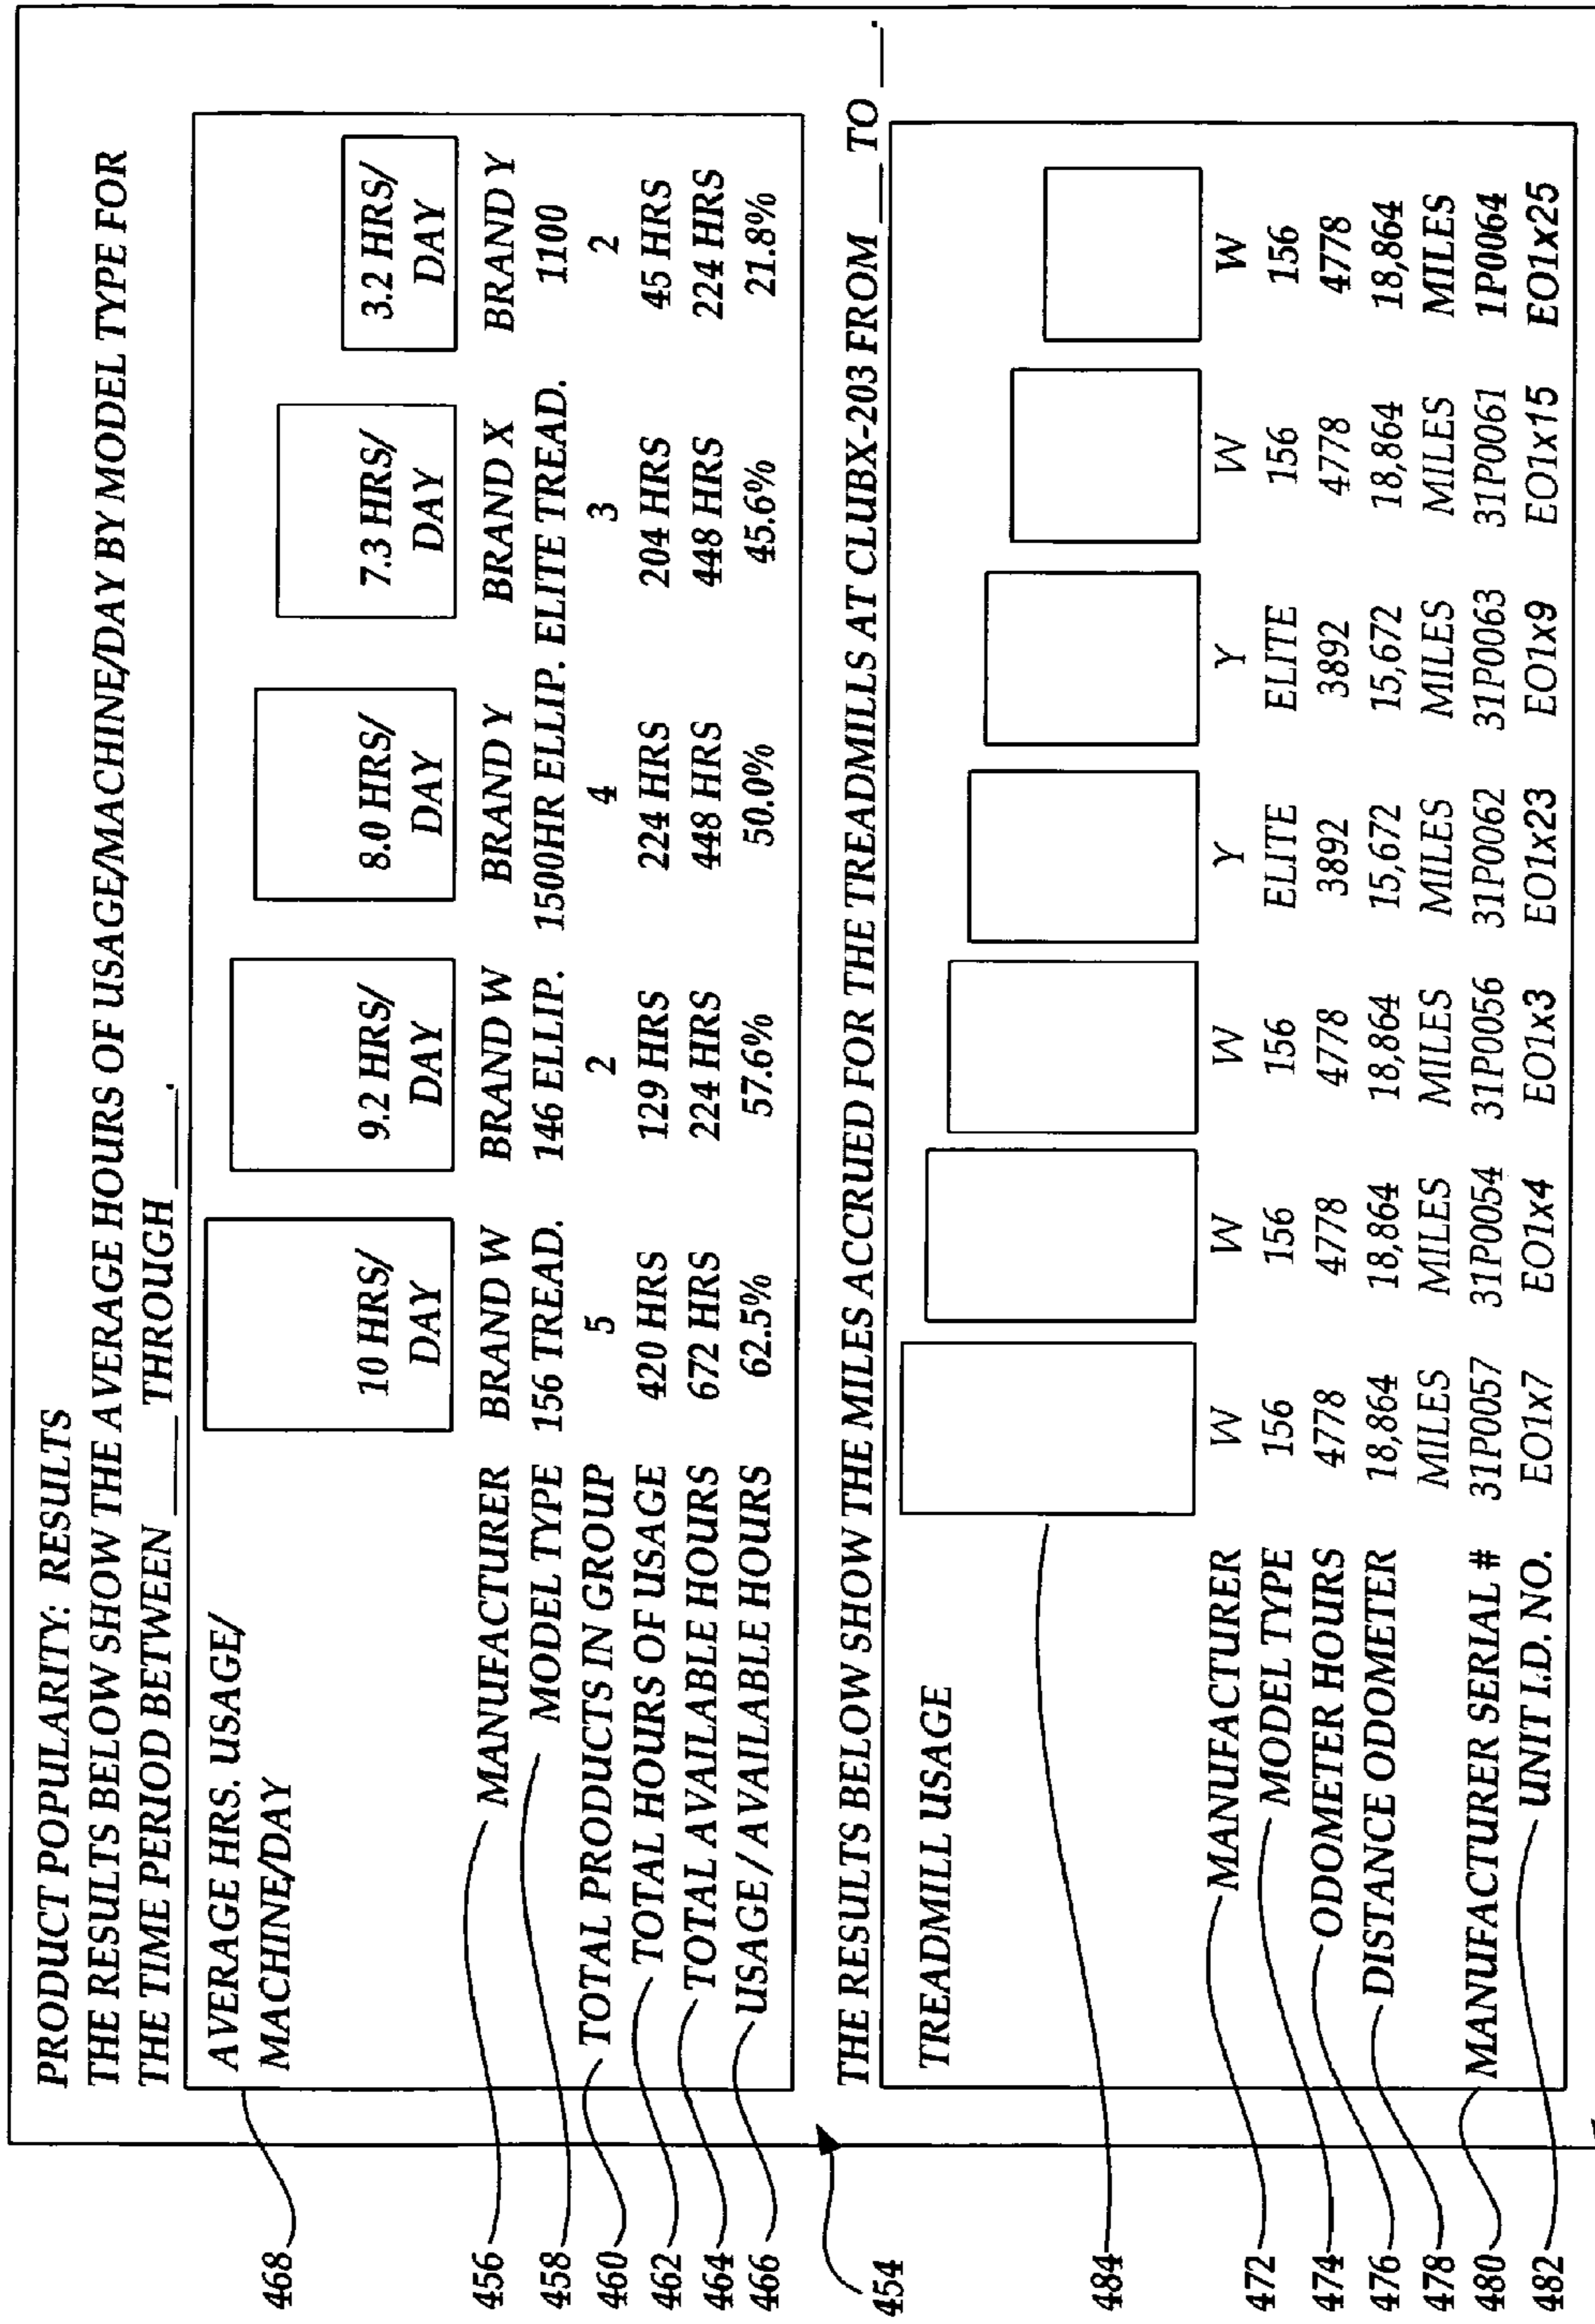 PRODUCT POPULARITY: RESULTS
THE RESULTS BELOW SHOW THE AVERAGE HOURS OF USAGE/MACHINE/DAY BY MODEL TYPE FOR
THE TIME PERIOD BETWEEN ____ THROUGH ____.
468
AVERAGE HRS. USAGE/
MACHINE/DAY
10 HRS/ 9.2 HRS/ 8.0 HRS/ 7.3 HRS/ 3.2 HRS/
DAY DAY DAY DAY DAY
456 MANUFACTURER BRAND W BRAND W BRAND Y BRAND X BRAND Y
458 MODEL TYPE 156 TREAD. 146 ELLIP. 1500HR ELLIP. ELITE TREAD. 1100
460 TOTAL PRODUCTS IN GROUP 5 2 4 3 2
462 TOTAL HOURS OF USAGE 420 HRS 129 HRS 224 HRS 204 HRS 45 HRS
464 TOTAL AVAILABLE HOURS 672 HRS 224 HRS 448 HRS 448 HRS 224 HRS
466 USAGE / AVAILABLE HOURS 62.5% 57.6% 50.0% 45.6% 21.8%
454
THE RESULTS BELOW SHOW THE MILES ACCRUED FOR THE TREADMILLS AT CLUBX-203 FROM ___ TO ___.
TREADMILL USAGE
484
472 MANUFACTURER W W W Y Y W W
474 MODEL TYPE 156 156 156 ELITE ELITE 156 156
476 ODOMETER HOURS 4778 4778 4778 3892 3892 4778 4778
478 DISTANCE ODOMETER 18,864 18,864 18,864 15,672 15,672 18,864 18,864
MILES MILES MILES MILES MILES MILES MILES
480 MANUFACTURER SERIAL # 31P0057 31P0054 31P0056 31P0062 31P0063 31P0061 1P0064
482 UNIT I.D. NO. EO1x7 EO1x4 EO1x3 EO1x23 EO1x9 EO1x15 EO1x25